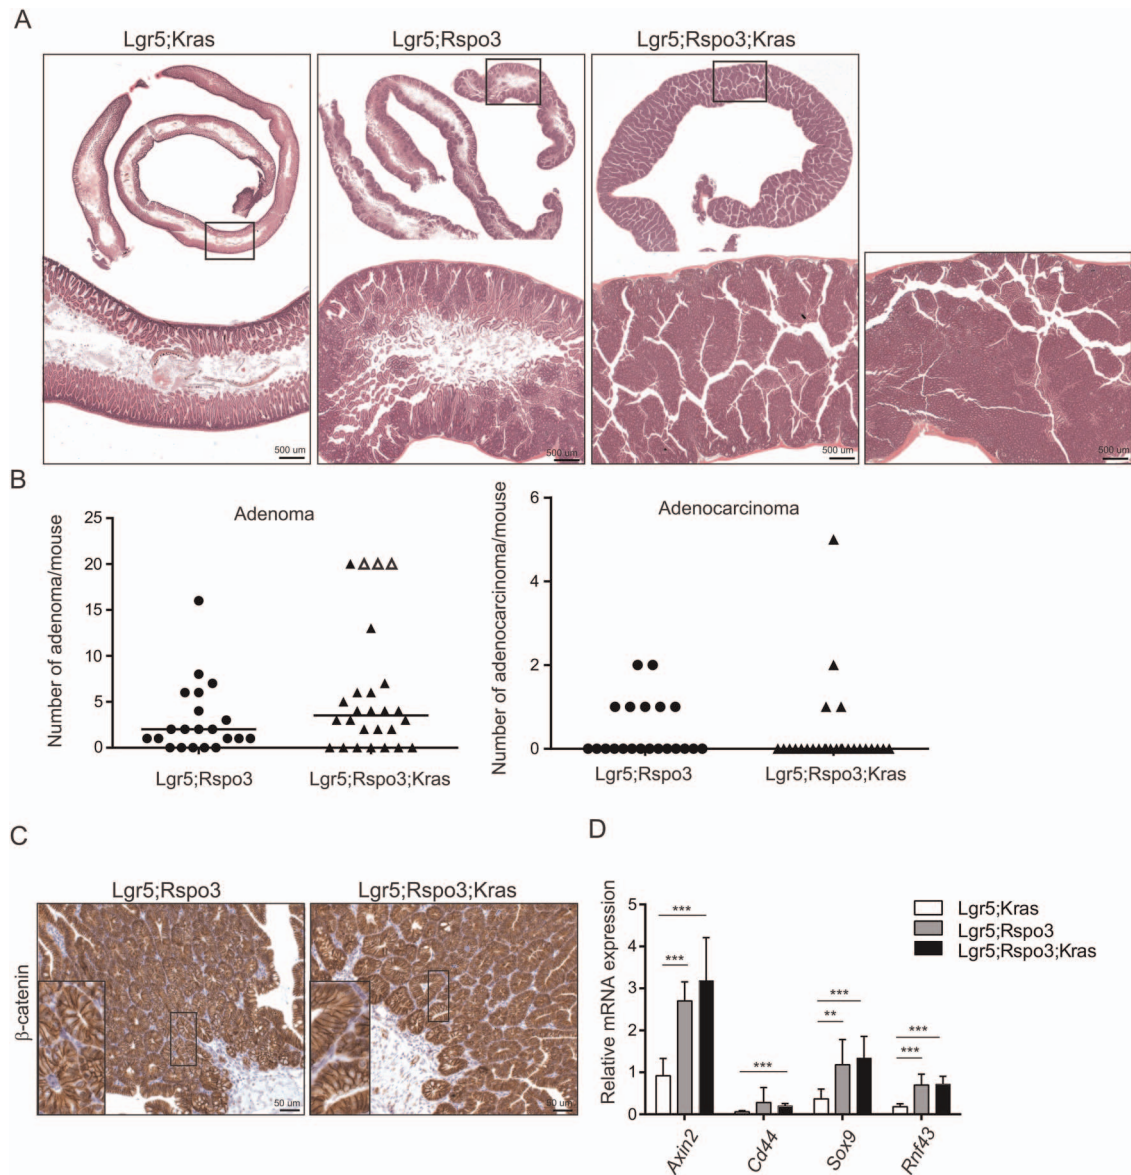 A
Lgr5;Kras
Lgr5;Rspo3
Lgr5;Rspo3;Kras
500 um
500 um
500 um
500 um
B
Adenoma
Number of adenoma/mouse
25
20
15
10
5
0
Lgr5;Rspo3
Lgr5;Rspo3;Kras
Adenocarcinoma
Number of adenocarcinoma/mouse
6
4
2
0
Lgr5;Rspo3
Lgr5;Rspo3;Kras
C
Lgr5;Rspo3
Lgr5;Rspo3;Kras
β-catenin
50 um
50 um
D
Relative mRNA expression
5
4
3
2
1
0
***
***
***
***
**
***
***
Lgr5;Kras
Lgr5;Rspo3
Lgr5;Rspo3;Kras
Axin2
Cd44
Sox9
Rnf43